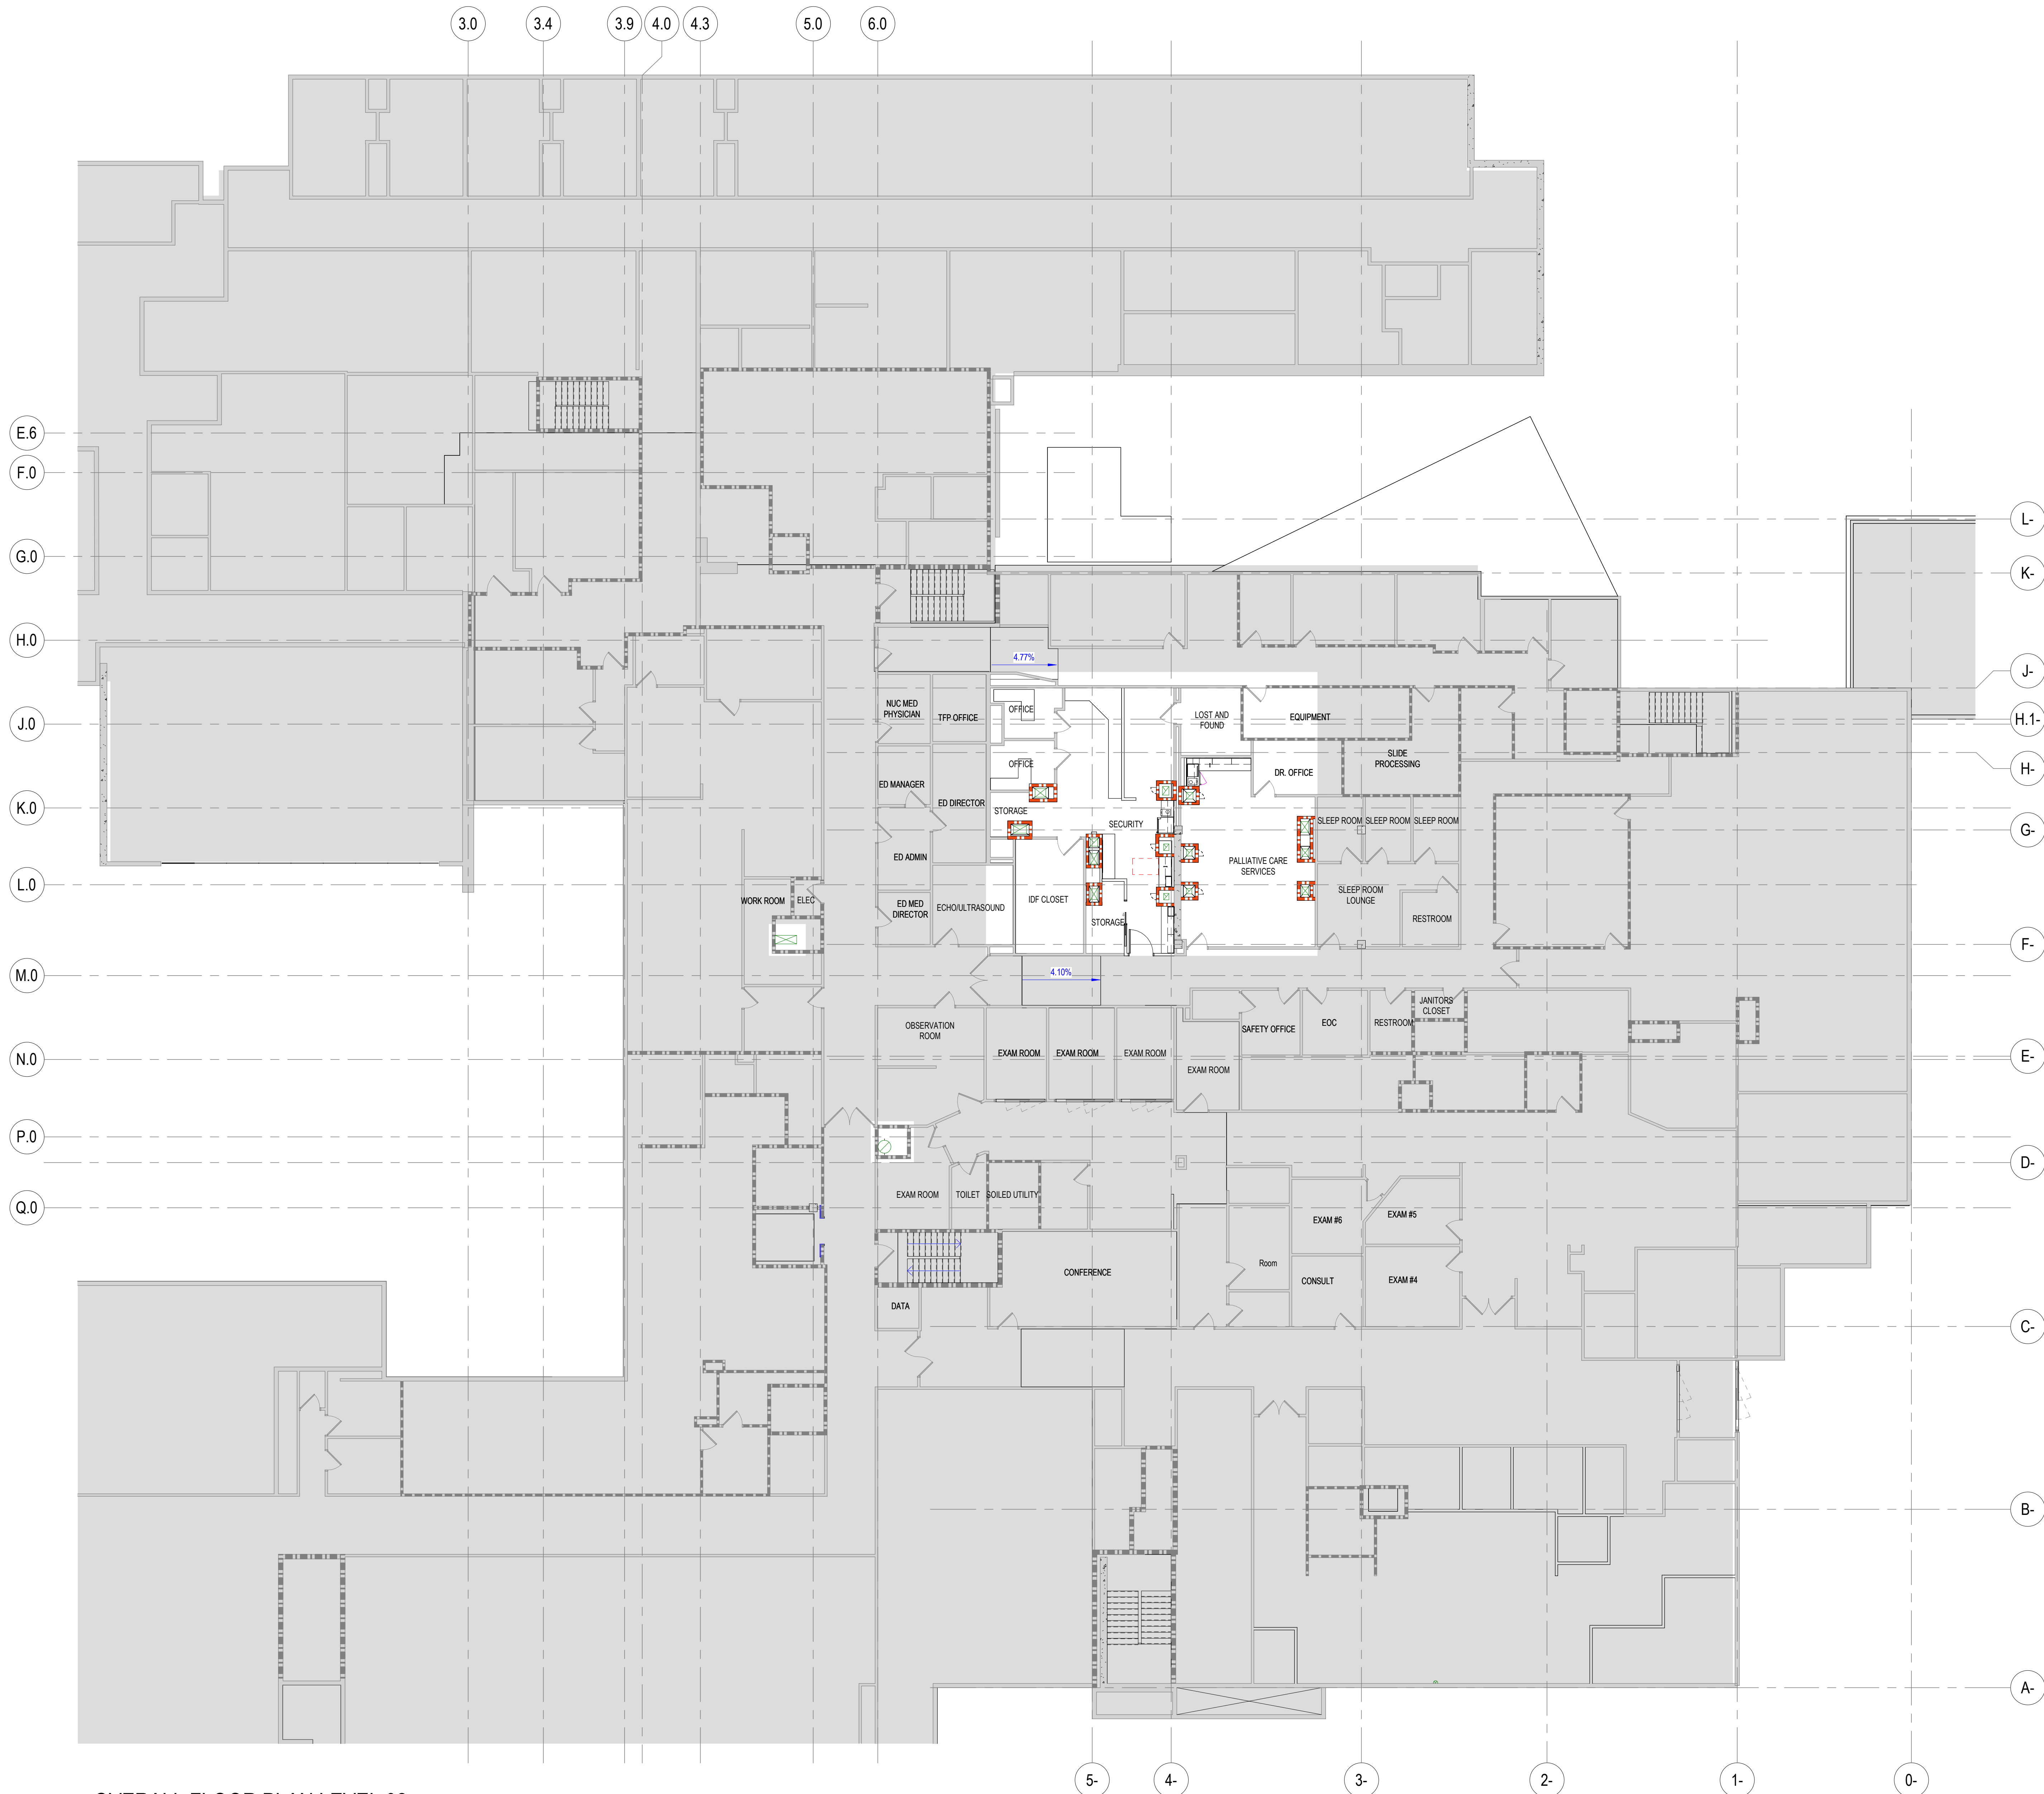 3.0
3.4
3.9
4.0
4.3
5.0
6.0
E.6
F.0
L-
G.0
K-
H.0
4.77%
J-
NUC MED
PHYSICIAN
TFP OFFICE
OFFICE
LOST AND
FOUND
EQUIPMENT
J.0
H.1-
SLIDE
PROCESSING
OFFICE
DR. OFFICE
H-
ED MANAGER
ED DIRECTOR
K.0
STORAGE
SECURITY
SLEEP ROOM
SLEEP ROOM
SLEEP ROOM
G-
ED ADMIN
PALLIATIVE CARE
SERVICES
L.0
WORK ROOM
ELEC
ED MED
DIRECTOR
ECHO/ULTRASOUND
IDF CLOSET
STORAGE
SLEEP ROOM
LOUNGE
RESTROOM
F-
M.0
4.10%
OBSERVATION
ROOM
SAFETY OFFICE
EOC
RESTROOM
JANITORS
CLOSET
N.0
EXAM ROOM
EXAM ROOM
EXAM ROOM
EXAM ROOM
E-
P.0
D-
EXAM ROOM
TOILET
SOILED UTILITY
Q.0
EXAM #6
EXAM #5
Room
CONFERENCE
CONSULT
EXAM #4
DATA
C-
B-
A-
5-
4-
3-
2-
1-
0-